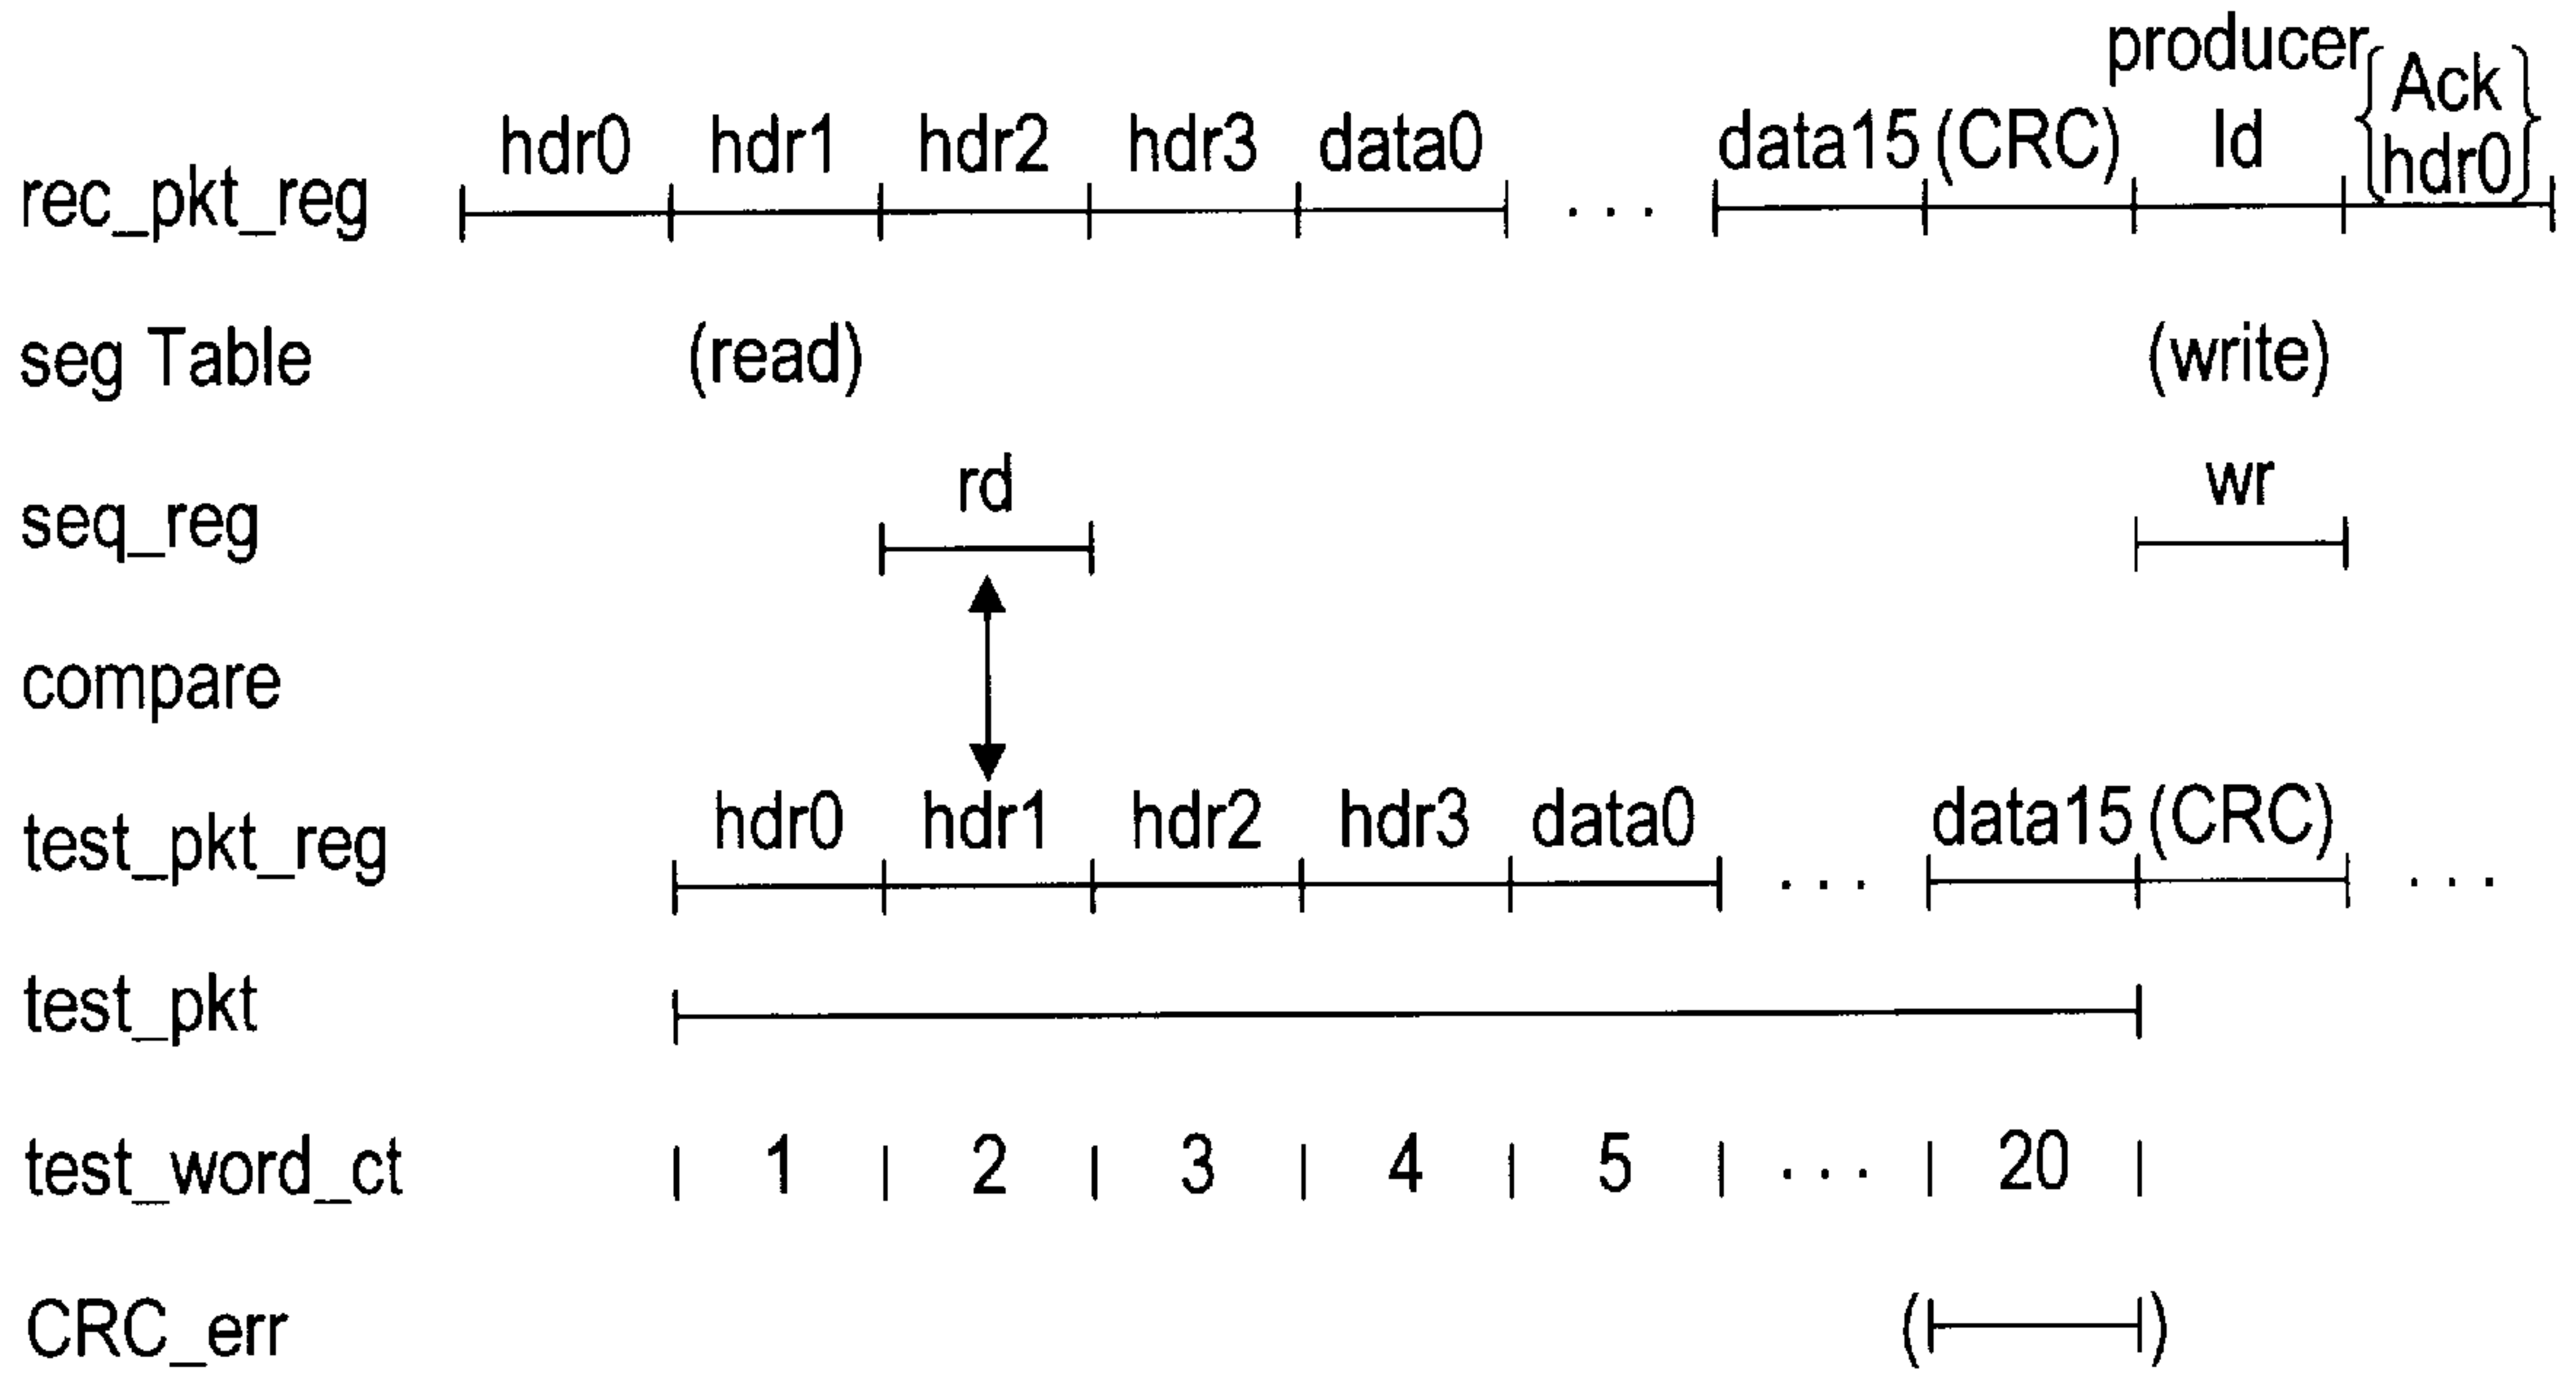 producer
hdr0 hdr1 hdr2 hdr3 data0 data15 (CRC) Id {Ack hdr0}
rec_pkt_reg . . .
seg Table (read) (write)
rd wr
seq_reg
compare
hdr0 hdr1 hdr2 hdr3 data0 data15 (CRC)
test_pkt_reg . . . . . .
test_pkt
test_word_ct | 1 | 2 | 3 | 4 | 5 | . . . | 20 |
CRC_err ( )